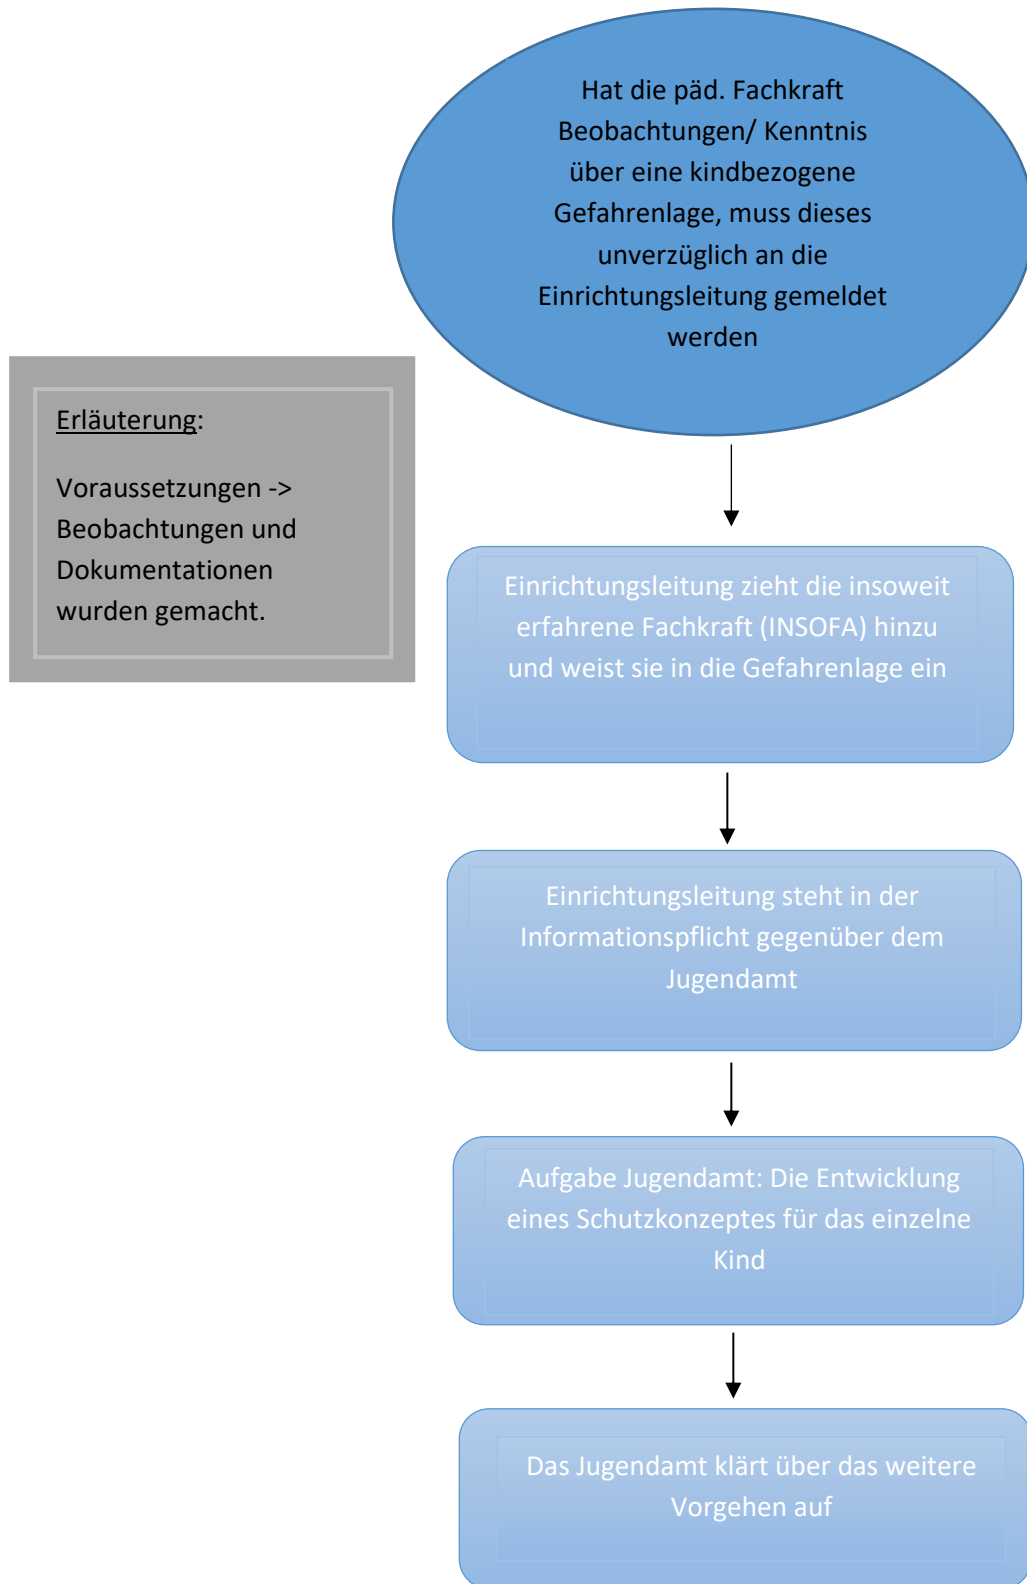 Hat die päd. Fachkraft
Beobachtungen/ Kenntnis
über eine kindbezogene
Gefahrenlage, muss dieses
unverzüglich an die
Einrichtungsleitung gemeldet
werden
Erläuterung:
Voraussetzungen ->
Beobachtungen und
Dokumentationen
wurden gemacht.
Einrichtungsleitung zieht die insoweit
erfahrene Fachkraft (INSOFA) hinzu
und weist sie in die Gefahrenlage ein
Einrichtungsleitung steht in der
Informationspflicht gegenüber dem
Jugendamt
Aufgabe Jugendamt: Die Entwicklung
eines Schutzkonzeptes für das einzelne
Kind
Das Jugendamt klärt über das weitere
Vorgehen auf